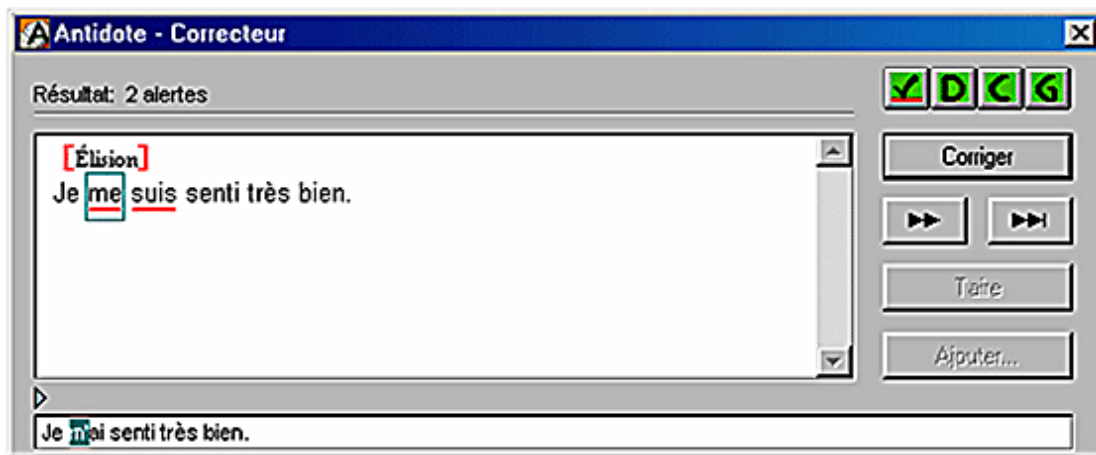 Antidote - Correcteur
Résultat: 2 alertes
D C G
[Élision]
Je me suis senti très bien.
Corriger
Taire
Ajouter...
Je m'ai senti très bien.